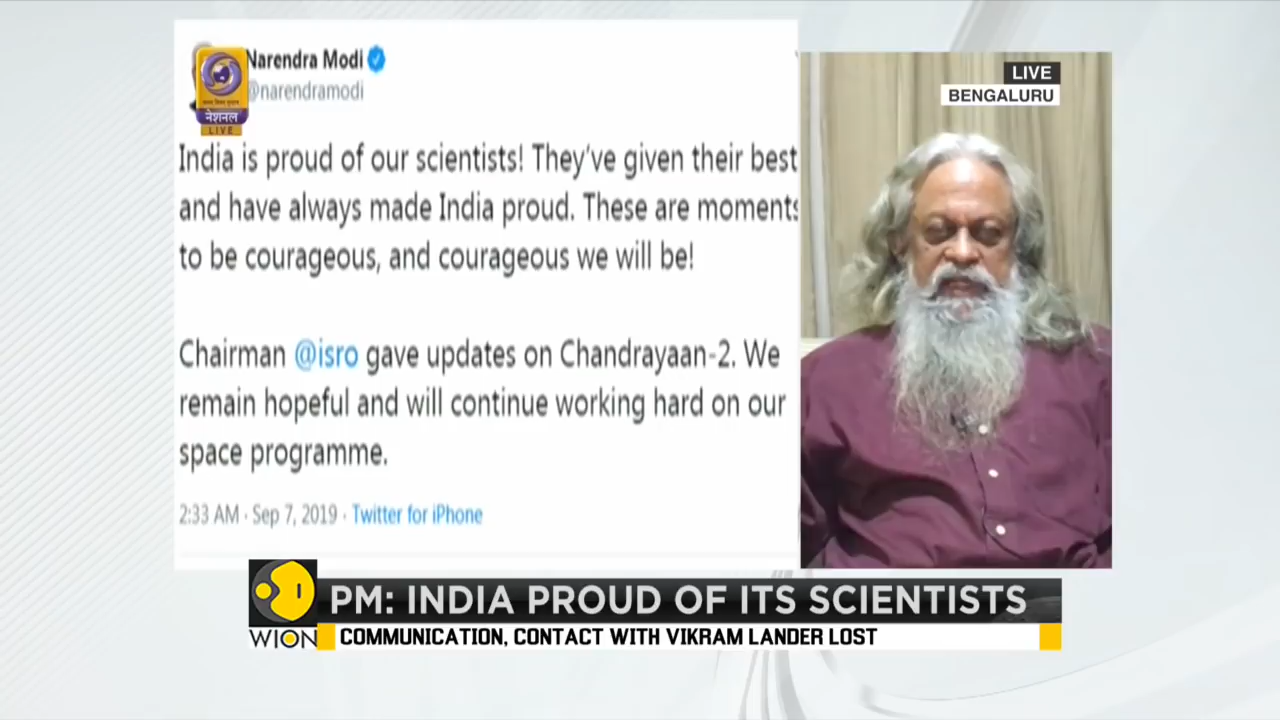 Narendra Modi
@narendramodi
नेशनल
LIVE
India is proud of our scientists! They've given their best
and have always made India proud. These are moments
to be courageous, and courageous we will be!
Chairman @isro gave updates on Chandrayaan-2. We
remain hopeful and will continue working hard on our
space programme.
2:33 AM · Sep 7, 2019 · Twitter for iPhone
LIVE
BENGALURU
PM: INDIA PROUD OF ITS SCIENTISTS
WION
COMMUNICATION, CONTACT WITH VIKRAM LANDER LOST